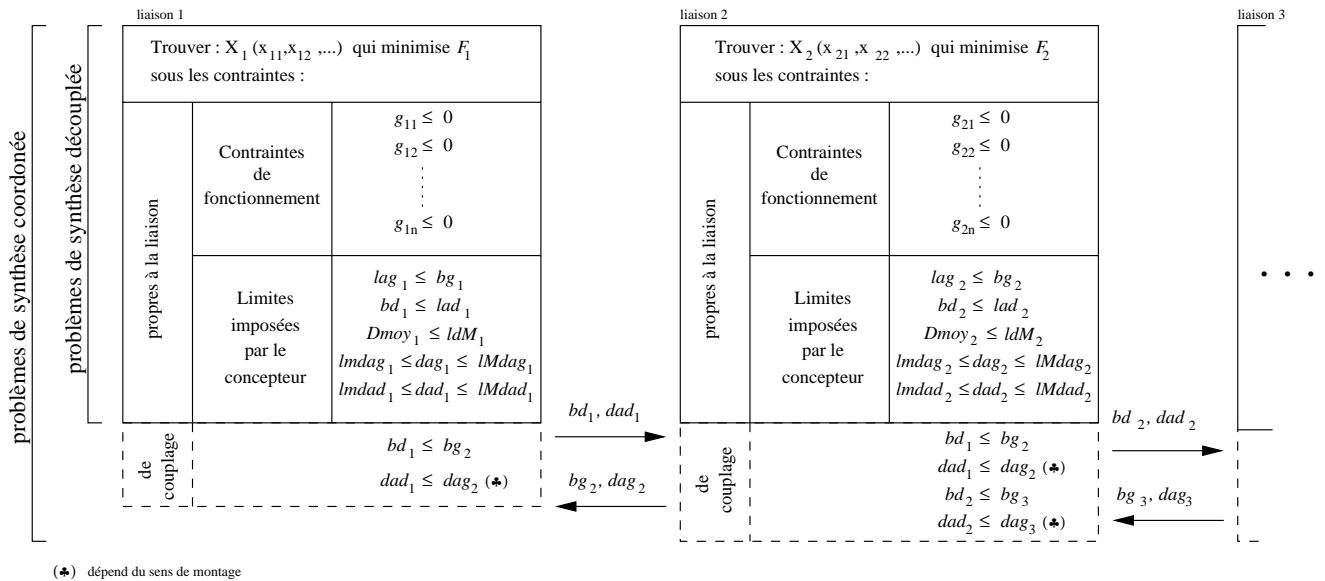 problèmes de synthèse coordonée
problèmes de synthèse découplée
liaison 1
Trouver : X₁ (x₁₁,x₁₂ ,...) qui minimise F₁
sous les contraintes :
propres à la liaison
Contraintes
de
fonctionnement
g₁₁ ≤ 0
g₁₂ ≤ 0
g₁ₙ ≤ 0
Limites
imposées
par le
concepteur
lag₁ ≤ bg₁
bd₁ ≤ lad₁
Dmoy₁ ≤ ldM₁
lmdag₁ ≤ dag₁ ≤ lMdag₁
lmdad₁ ≤ dad₁ ≤ lMdad₁
de
couplage
bd₁ ≤ bg₂
dad₁ ≤ dag₂ (♣)
bd₁, dad₁
bg₂, dag₂
liaison 2
Trouver : X₂ (x₂₁ ,x₂₂ ,...) qui minimise F₂
sous les contraintes :
propres à la liaison
Contraintes
de
fonctionnement
g₂₁ ≤ 0
g₂₂ ≤ 0
g₂ₙ ≤ 0
Limites
imposées
par le
concepteur
lag₂ ≤ bg₂
bd₂ ≤ lad₂
Dmoy₂ ≤ ldM₂
lmdag₂ ≤ dag₂ ≤ lMdag₂
lmdad₂ ≤ dad₂ ≤ lMdad₂
de
couplage
bd₁ ≤ bg₂
dad₁ ≤ dag₂ (♣)
bd₂ ≤ bg₃
dad₂ ≤ dag₃ (♣)
bd₂, dad₂
bg₃, dag₃
liaison 3
. . .
(♣) dépend du sens de montage